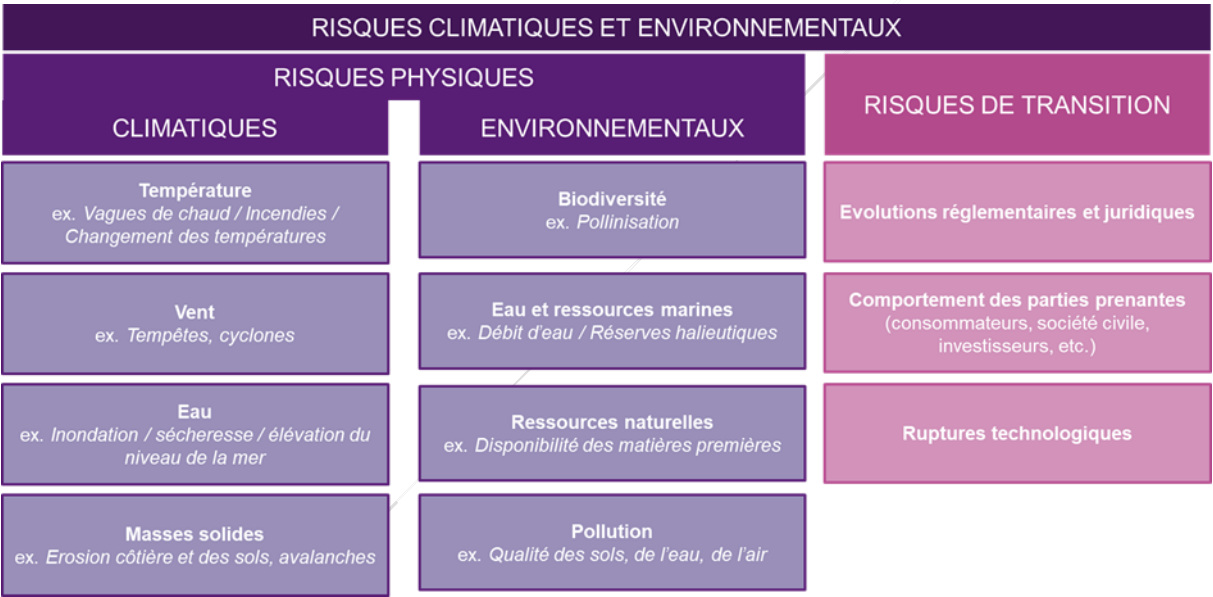 RISQUES CLIMATIQUES ET ENVIRONNEMENTAUX
RISQUES PHYSIQUES
CLIMATIQUES
Température
ex. Vagues de chaud / Incendies /
Changement des températures
Vent
ex. Tempêtes, cyclones
Eau
ex. Inondation / sécheresse / élévation du
niveau de la mer
Masses solides
ex. Erosion côtière et des sols, avalanches
ENVIRONNEMENTAUX
Biodiversité
ex. Pollinisation
Eau et ressources marines
ex. Débit d'eau / Réserves halieutiques
Ressources naturelles
ex. Disponibilité des matières premières
Pollution
ex. Qualité des sols, de l'eau, de l'air
RISQUES DE TRANSITION
Evolutions réglementaires et juridiques
Comportement des parties prenantes
(consommateurs, société civile,
investisseurs, etc.)
Ruptures technologiques